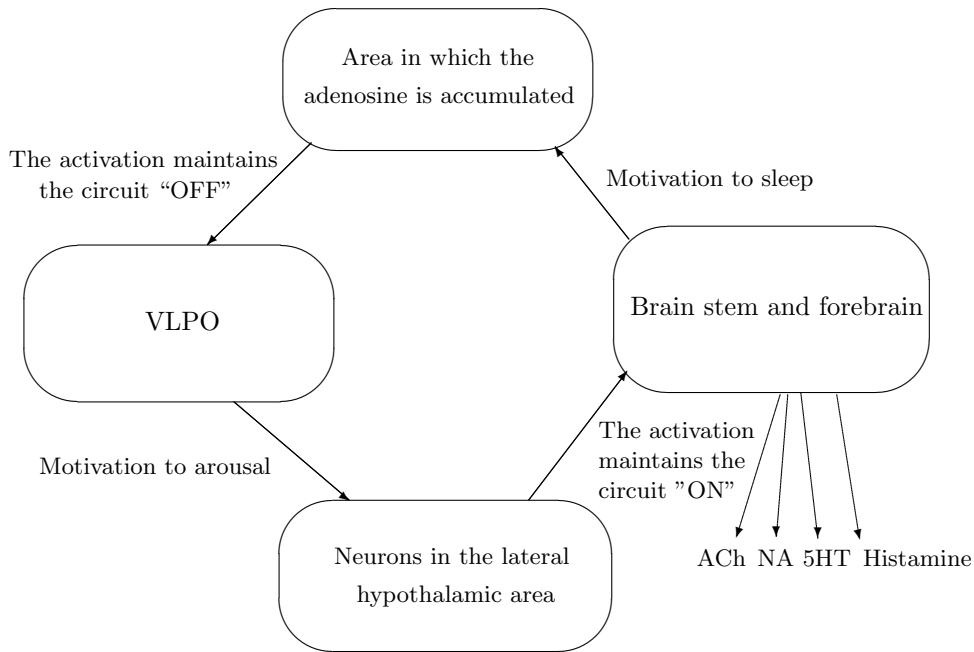 Area in which the
adenosine is accumulated
The activation maintains
the circuit “OFF”
Motivation to sleep
VLPO
Brain stem and forebrain
Motivation to arousal
The activation
maintains the
circuit ”ON”
Neurons in the lateral
hypothalamic area
ACh NA 5HT Histamine